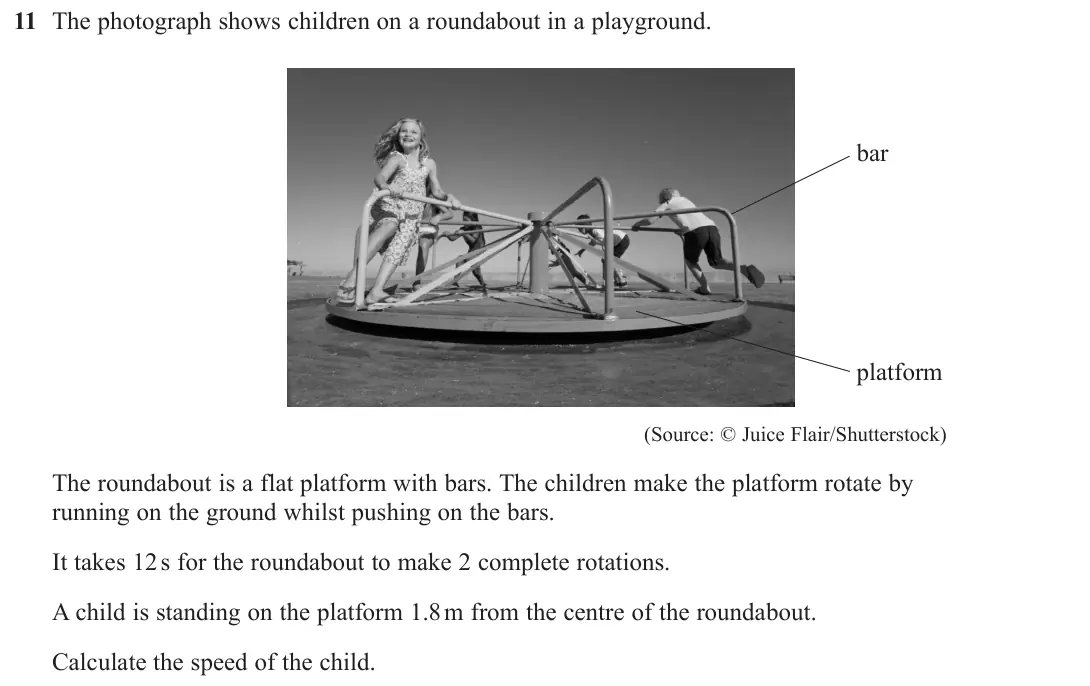 11 The photograph shows children on a roundabout in a playground.
bar
platform
(Source: © Juice Flair/Shutterstock)
The roundabout is a flat platform with bars. The children make the platform rotate by
running on the ground whilst pushing on the bars.
It takes 12 s for the roundabout to make 2 complete rotations.
A child is standing on the platform 1.8 m from the centre of the roundabout.
Calculate the speed of the child.